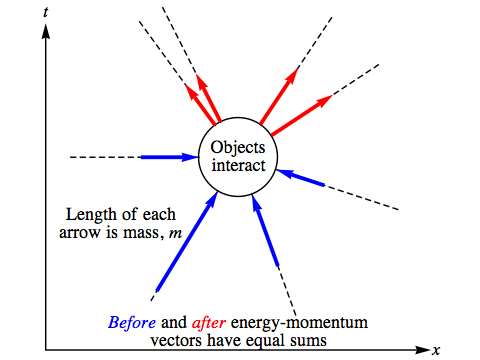 t
Objects
interact
Length of each
arrow is mass, m
Before and after energy-momentum
vectors have equal sums
x